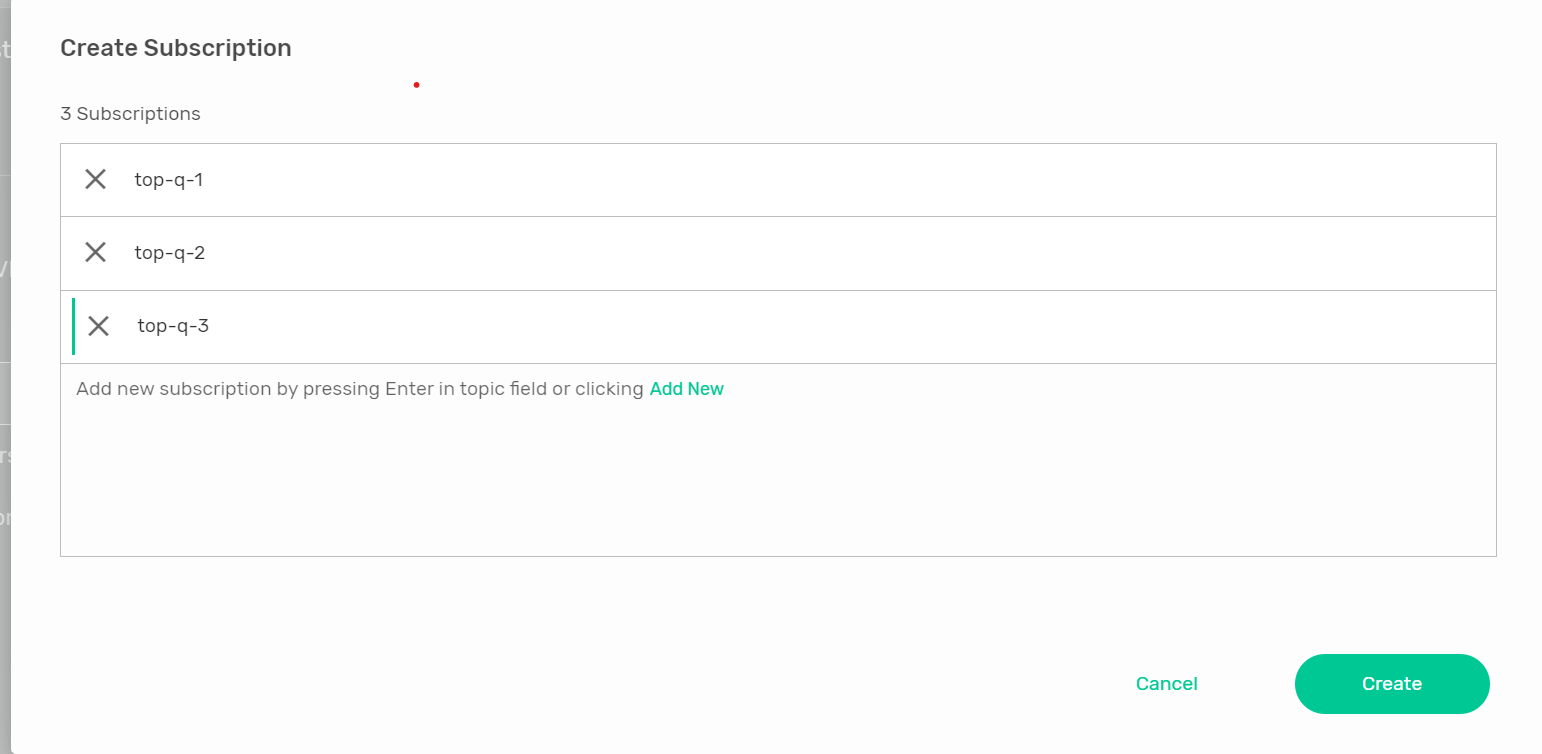 Create Subscription
3 Subscriptions
top-q-1
top-q-2
top-q-3
Add new subscription by pressing Enter in topic field or clicking Add New
Cancel
Create